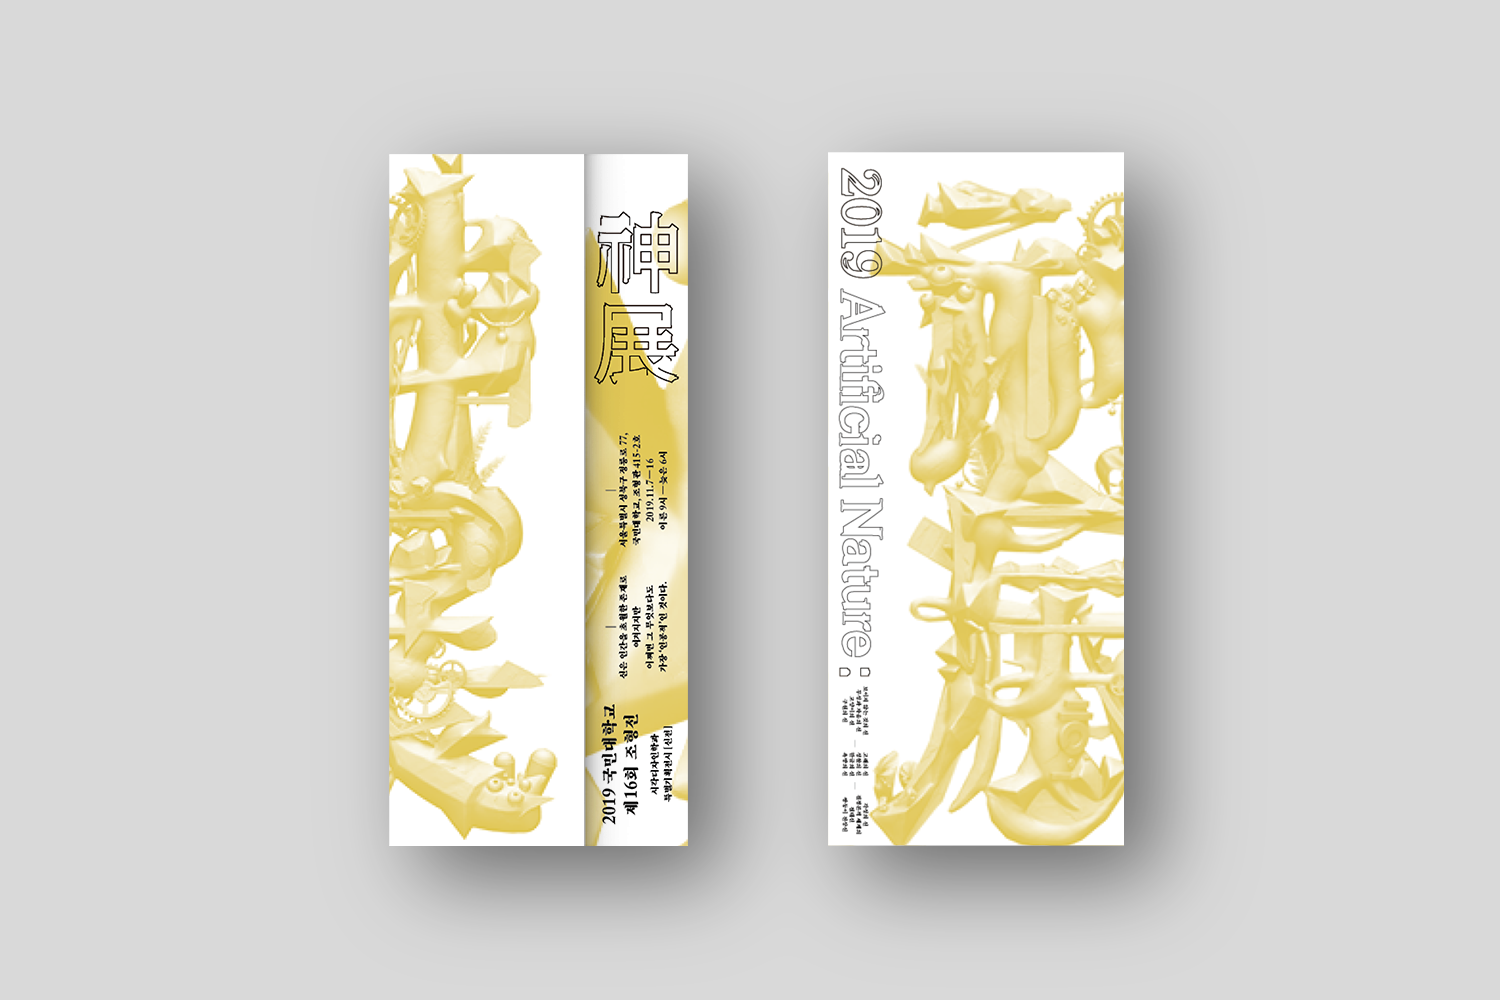 神
展
서울특별시 성북구 정릉로 77,
국민대학교, 조형관 415-2호
2019.11.7—16
이른 9시 — 늦은 6시
신은 인간을 초월한 존재로
여겨지지만
어쩌면 그 무엇보다도
가장 '인공적'인 것이다.
2019 국민대학교
제16회 조형전
시각디자인학과
특별기획전시 [신전]
2019 Artificial Nature: